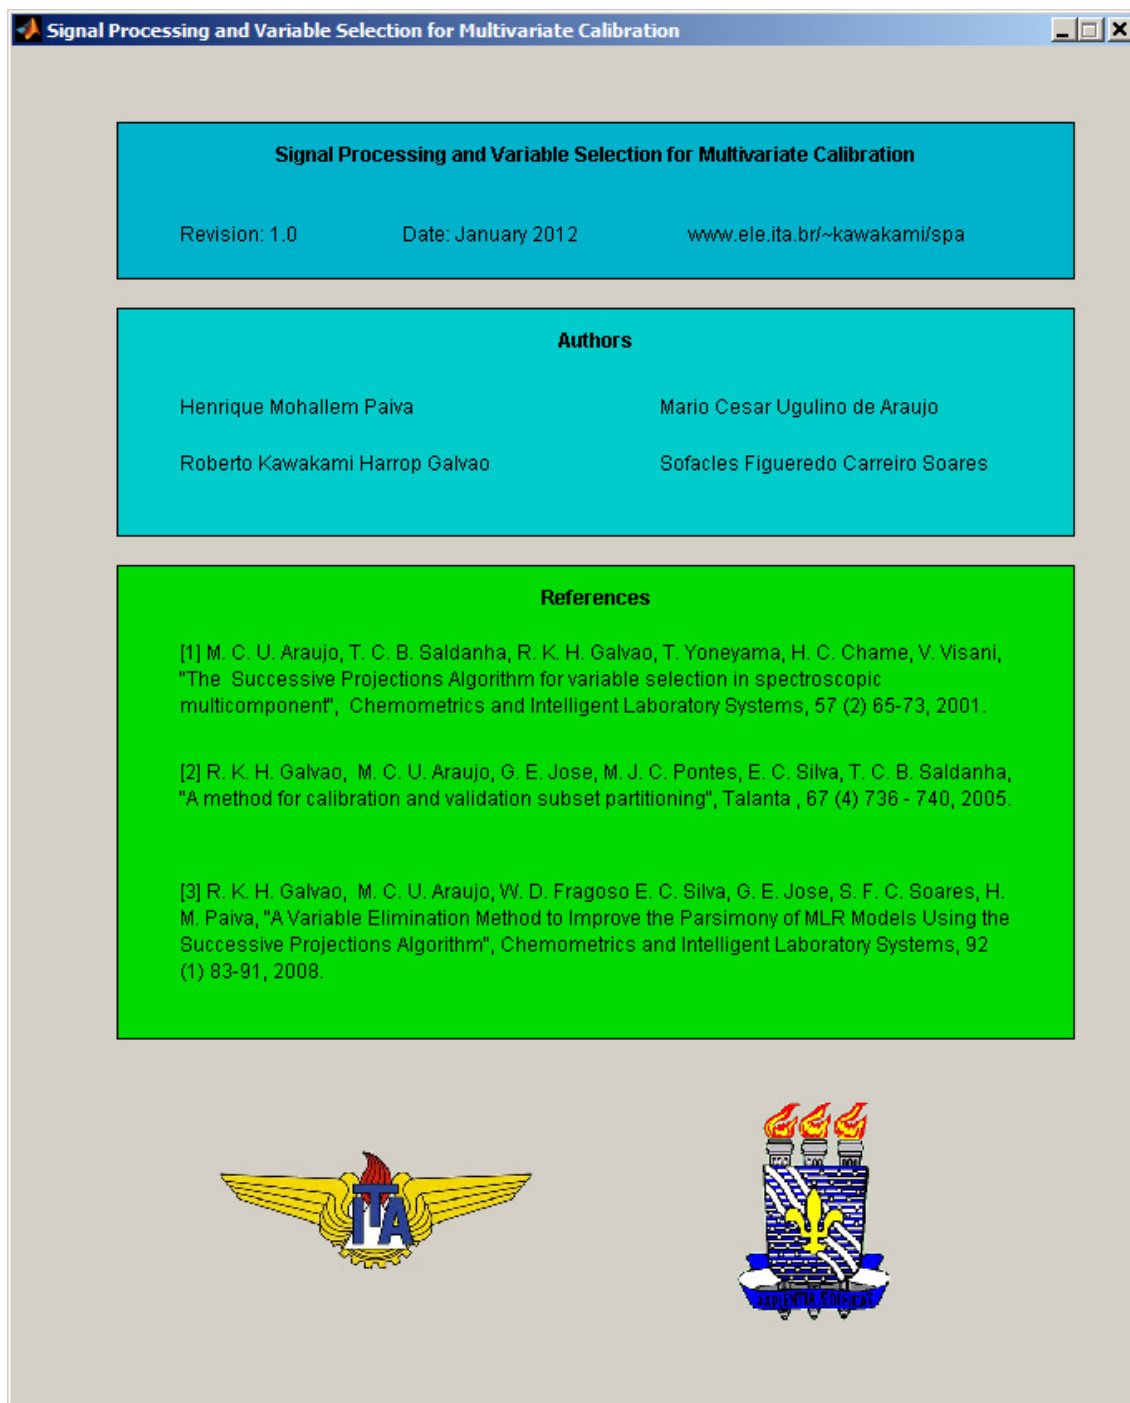 Signal Processing and Variable Selection for Multivariate Calibration
Signal Processing and Variable Selection for Multivariate Calibration
Revision: 1.0 Date: January 2012 www.ele.ita.br/~kawakami/spa
Authors
Henrique Mohallem Paiva Mario Cesar Ugulino de Araujo
Roberto Kawakami Harrop Galvao Sofacles Figueredo Carreiro Soares
References
[1] M. C. U. Araujo, T. C. B. Saldanha, R. K. H. Galvao, T. Yoneyama, H. C. Chame, V. Visani,
"The  Successive Projections Algorithm for variable selection in spectroscopic
multicomponent",  Chemometrics and Intelligent Laboratory Systems, 57 (2) 65-73, 2001.
[2] R. K. H. Galvao,  M. C. U. Araujo, G. E. Jose, M. J. C. Pontes, E. C. Silva, T. C. B. Saldanha,
"A method for calibration and validation subset partitioning", Talanta , 67 (4) 736 - 740, 2005.
[3] R. K. H. Galvao,  M. C. U. Araujo, W. D. Fragoso E. C. Silva, G. E. Jose, S. F. C. Soares, H.
M. Paiva, "A Variable Elimination Method to Improve the Parsimony of MLR Models Using the
Successive Projections Algorithm", Chemometrics and Intelligent Laboratory Systems, 92
(1) 83-91, 2008.
ITA
SAPIENTIA ÆDIFICAT